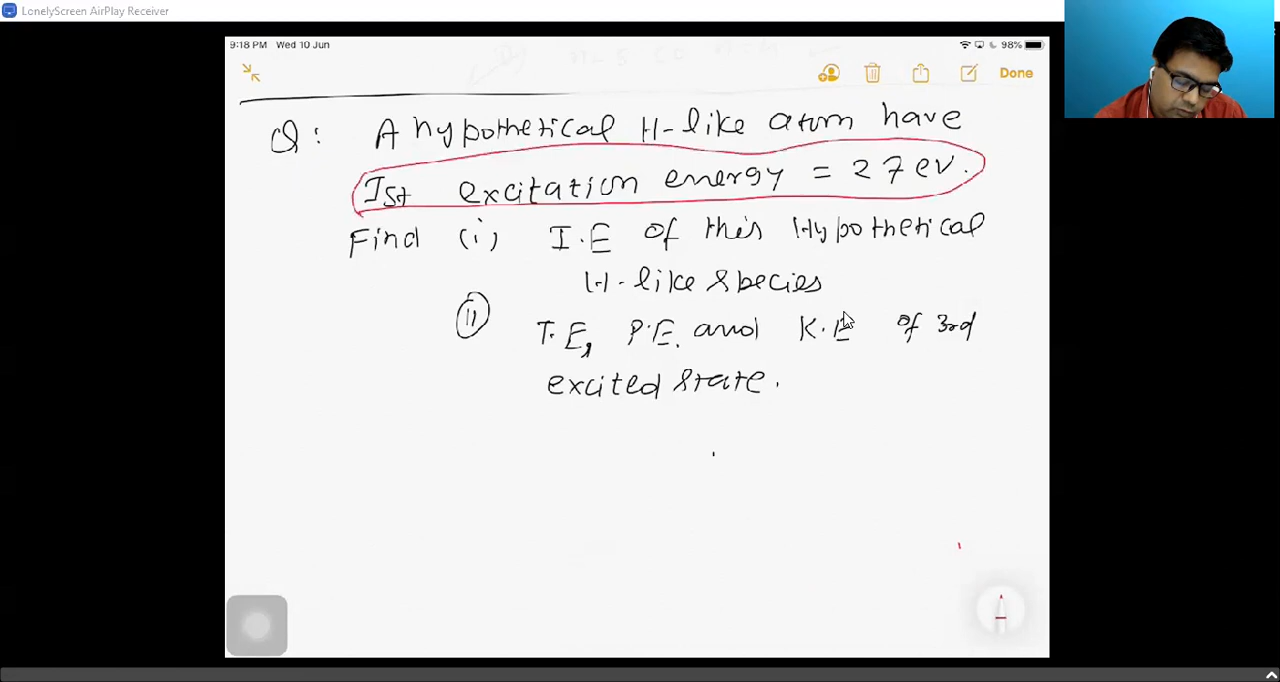 LonelyScreen AirPlay Receiver
9:18 PM Wed 10 Jun
98%
Done
Q: A hypothetical H-like atom have
Ist excitation energy = 27 ev.
Find (i) I.E of this Hypothetical
H-like species
(II) T.E, P.E. and K.E of 3rd
excited state.